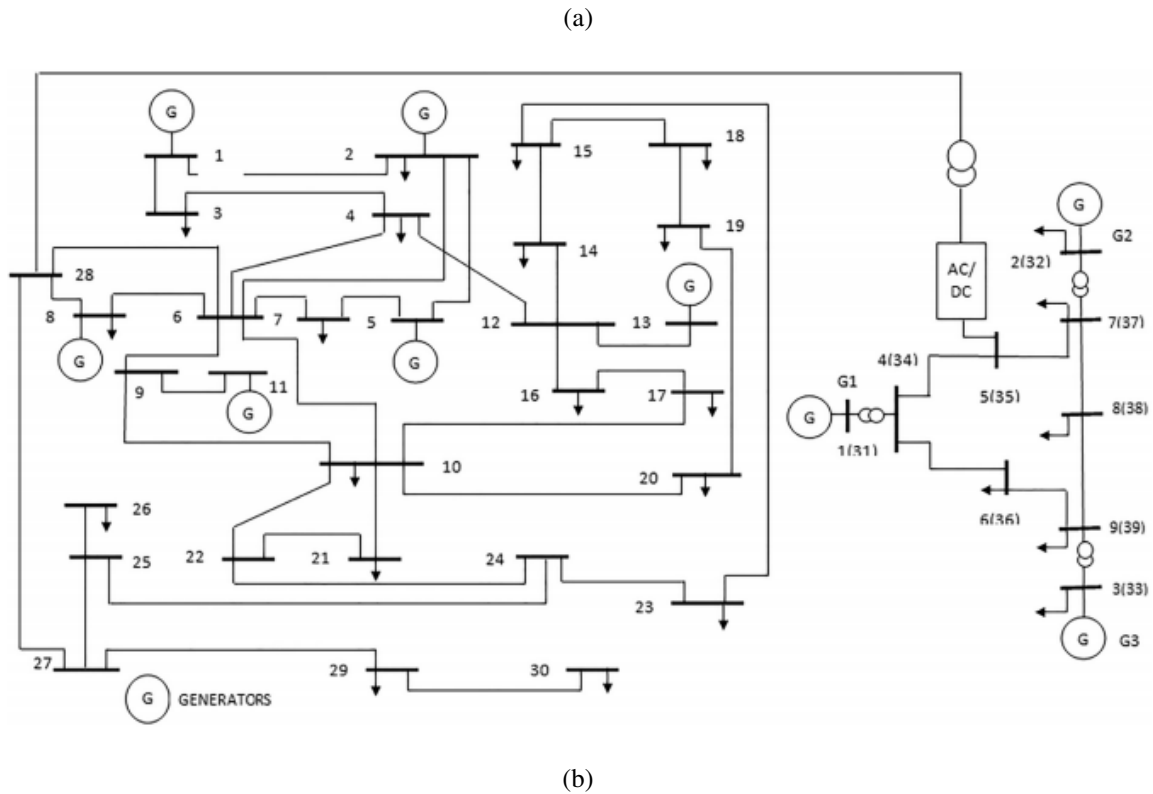 (a)
G
G
1
2
15
18
3
4
19
G
G2
14
AC/
DC
2(32)
28
G
8
6
7
5
12
13
7(37)
4(34)
G
G
9
11
G
16
17
G1
G
5(35)
8(38)
1(31)
10
20
26
6(36)
9(39)
25
22
21
24
3(33)
23
G
G3
27
29
30
G
GENERATORS
(b)